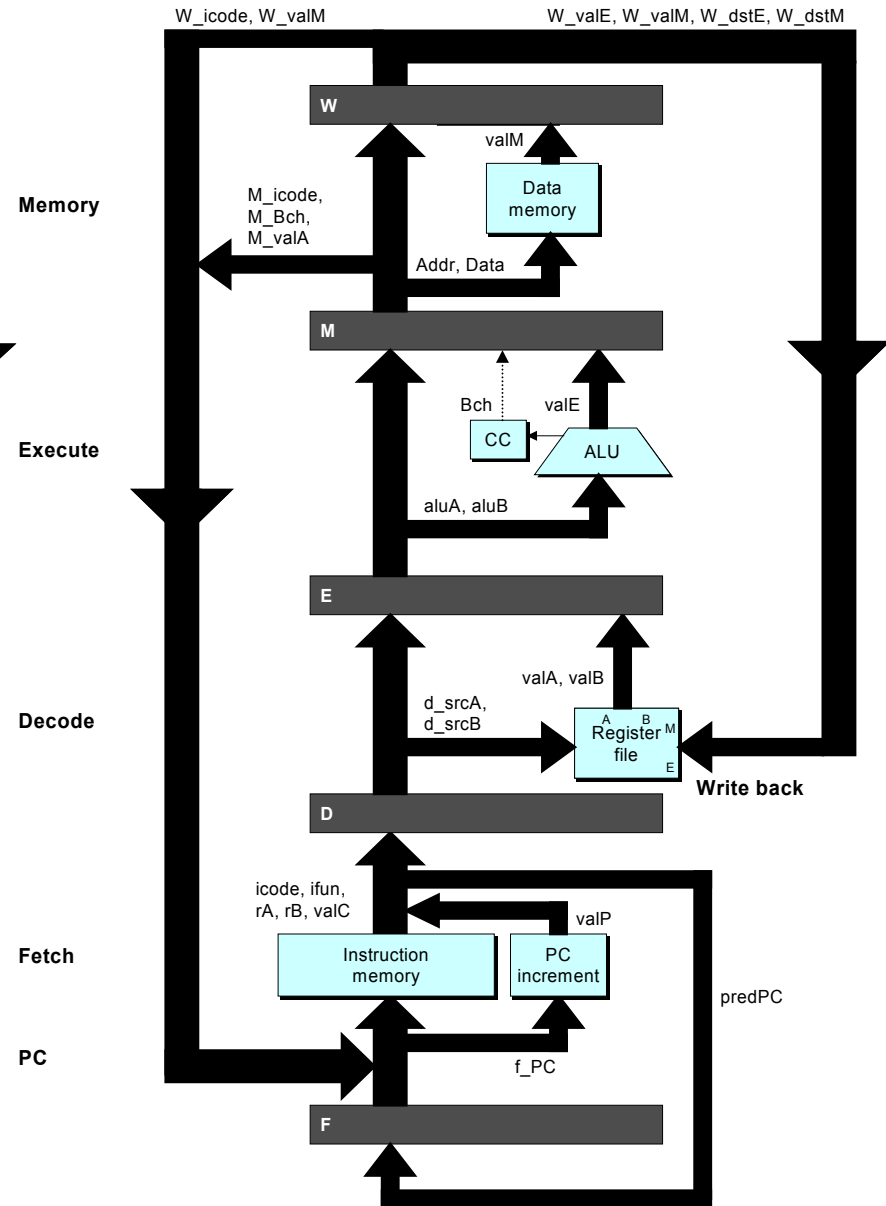 W_icode, W_valM
W_valE, W_valM, W_dstE, W_dstM
W
valM
Data
memory
Memory
M_icode,
M_Bch,
M_valA
Addr, Data
M
Bch
valE
CC
ALU
Execute
aluA, aluB
E
valA, valB
d_srcA,
d_srcB
Decode
A B
Register M
file
E
Write back
D
icode, ifun,
rA, rB, valC
valP
Fetch
Instruction
memory
PC
increment
predPC
PC
f_PC
F